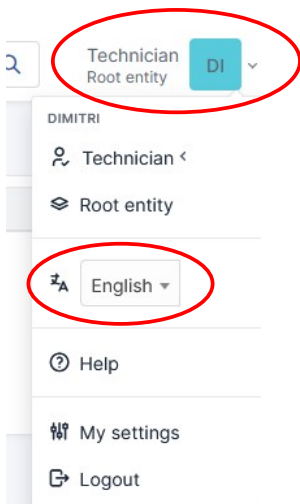 Technician
Root entity
DI
DIMITRI
Technician
Root entity
English
Help
My settings
Logout